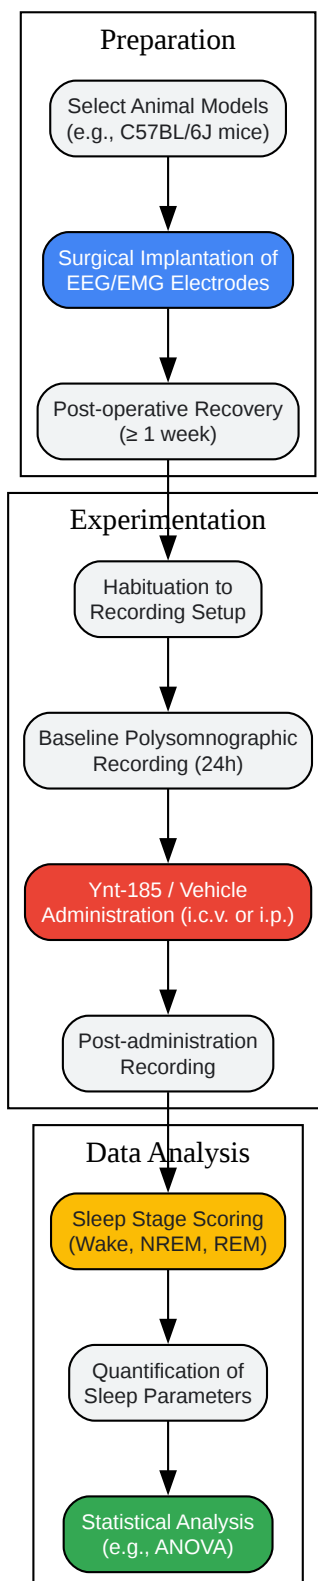 Preparation
Select Animal Models
(e.g., C57BL/6J mice)
Surgical Implantation of
EEG/EMG Electrodes
Post-operative Recovery
(≥ 1 week)
Experimentation
Habituation to
Recording Setup
Baseline Polysomnographic
Recording (24h)
Ynt-185 / Vehicle
Administration (i.c.v. or i.p.)
Post-administration
Recording
Data Analysis
Sleep Stage Scoring
(Wake, NREM, REM)
Quantification of
Sleep Parameters
Statistical Analysis
(e.g., ANOVA)